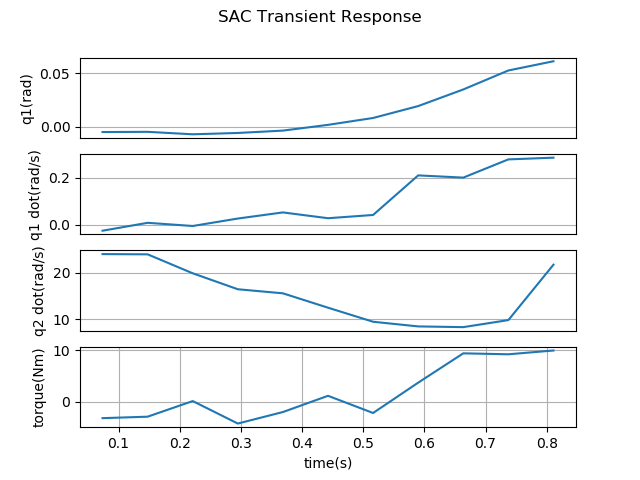 SAC Transient Response
q1(rad)
0.05
0.00
q1 dot(rad/s)
0.2
0.0
q2 dot(rad/s)
20
10
torque(Nm)
10
0
0.1 0.2 0.3 0.4 0.5 0.6 0.7 0.8
time(s)